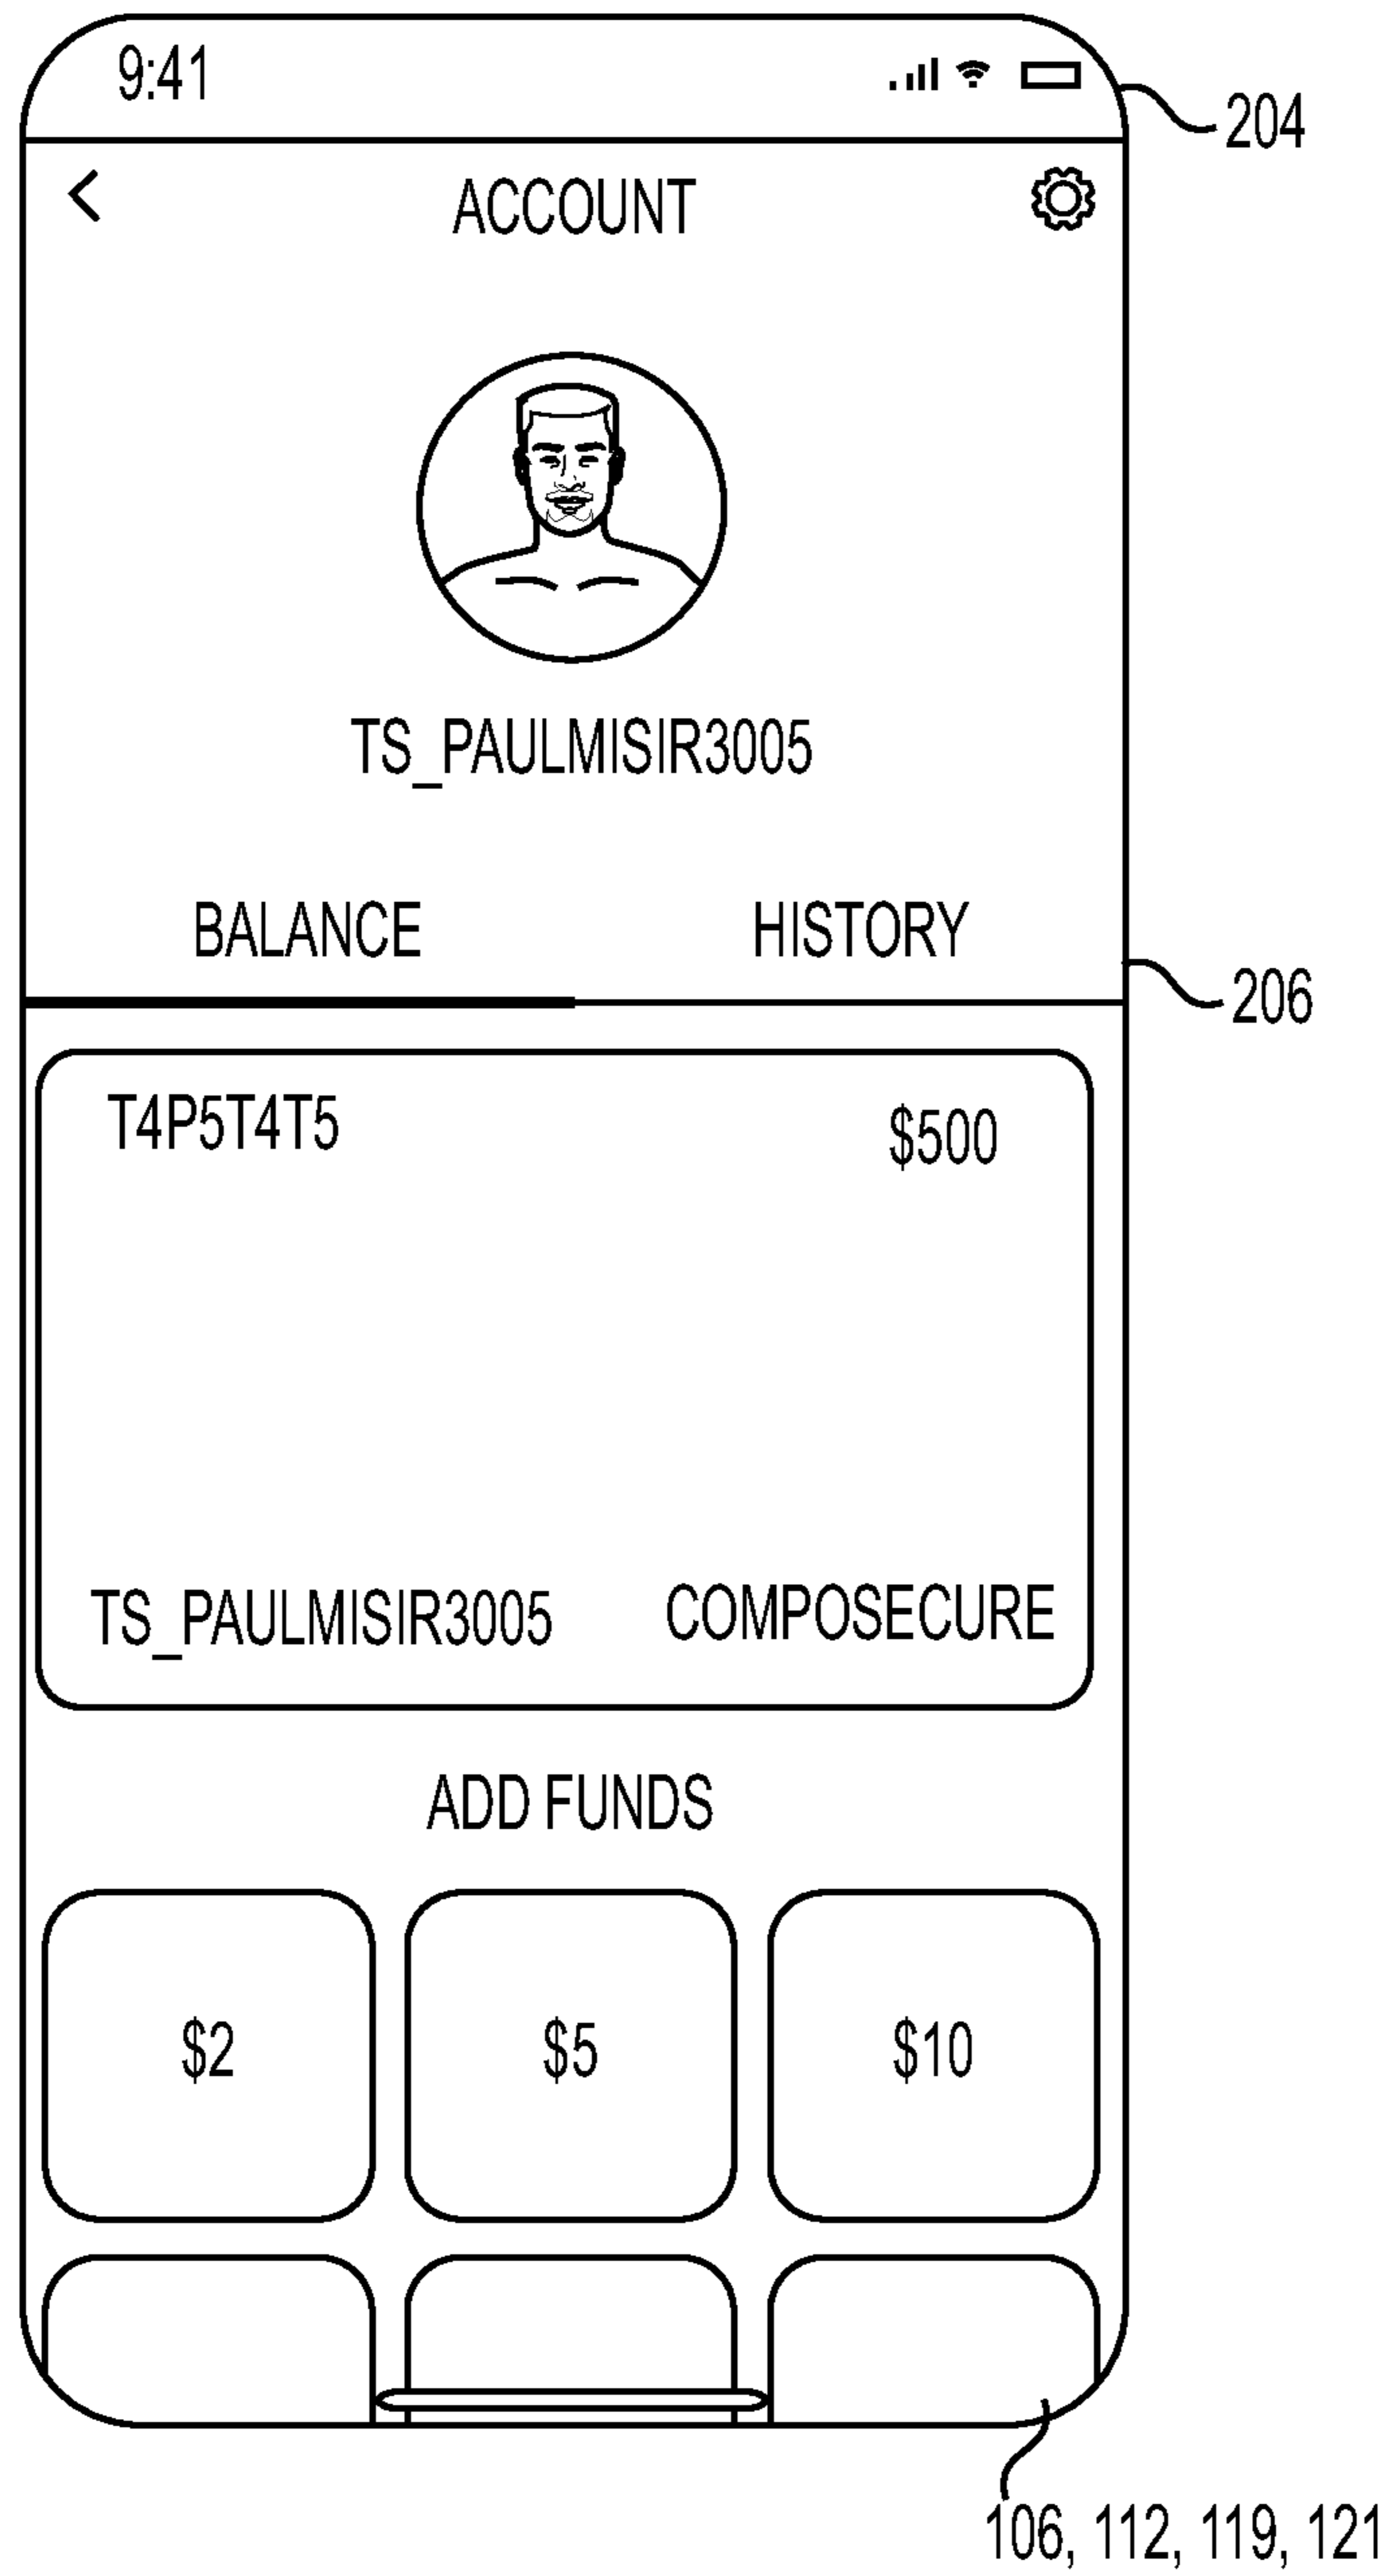 9:41
204
< ACCOUNT
TS_PAULMISIR3005
BALANCE HISTORY
206
T4P5T4T5 $500
TS_PAULMISIR3005 COMPOSECURE
ADD FUNDS
$2 $5 $10
106, 112, 119, 121